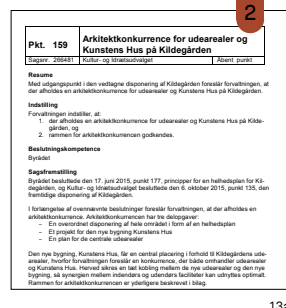 2
Pkt. 159
Arkitektkonkurrence for udearealer og
Kunstens Hus på Kildegården
Sagsnr. 266481 Kultur- og Idrætsudvalget Åbent punkt
Resume
Med udgangspunkt i den vedtagne disponering af Kildegården foreslår forvaltningen, at
der afholdes en arkitektkonkurrence for udearealer og Kunstens Hus på Kildegården.
Indstilling
Forvaltningen indstiller, at:
1. der afholdes en arkitektkonkurrence for udearealer og Kunstens Hus på Kilde-
gården, og
2. rammen for arkitektkonkurrencen godkendes.
Beslutningskompetence
Byrådet
Sagsfremstilling
Byrådet besluttede den 17. juni 2015, punkt 177, principper for en helhedsplan for Kil-
degården, og Kultur- og Idrætsudvalget besluttede den 6. oktober 2015, punkt 135, den
fremtidige disponering af Kildegården.
I forlængelse af ovennævnte beslutninger foreslår forvaltningen, at der afholdes en
arkitektkonkurrence. Arkitektkonkurrencen har tre delopgaver:
– En overordnet disponering af hele området i form af en helhedsplan
– Et projekt for den nye bygning Kunstens Hus
– En plan for de centrale udearealer
Den nye bygning, Kunstens Hus, får en central placering i forhold til Kildegårdens ude-
arealer, hvorfor forvaltningen foreslår en konkurrence, der både omhandler udearealer
og Kunstens Hus. Herved sikres en tæt kobling mellem de nye udearealer og den nye
bygning, så synergien mellem indendørs og udendørs faciliteter kan udnyttes optimalt.
Rammen for arkitektkonkurrencen er yderligere beskrevet i bilag.